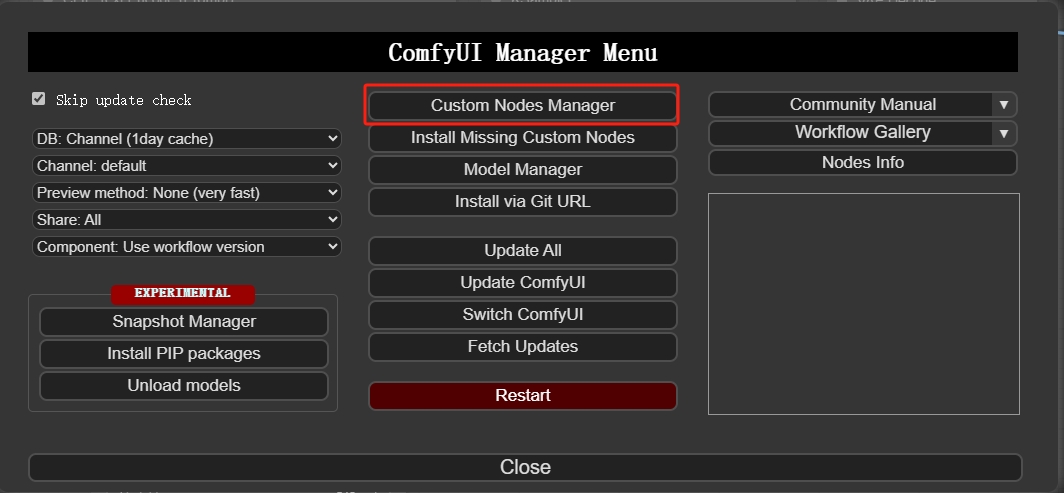 ComfyUI Manager Menu
Skip update check
DB: Channel (1day cache)
Channel: default
Preview method: None (very fast)
Share: All
Component: Use workflow version
EXPERIMENTAL
Snapshot Manager
Install PIP packages
Unload models
Custom Nodes Manager
Install Missing Custom Nodes
Model Manager
Install via Git URL
Update All
Update ComfyUI
Switch ComfyUI
Fetch Updates
Restart
Community Manual
Workflow Gallery
Nodes Info
Close